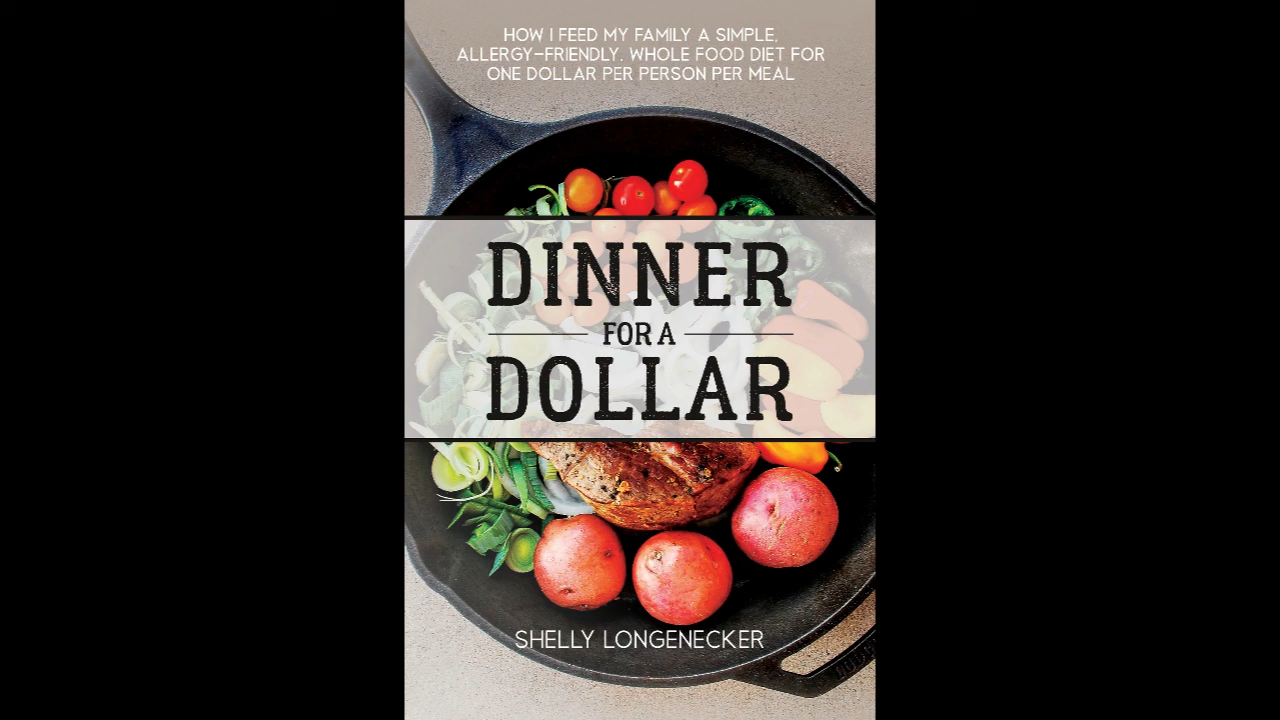 HOW I FEED MY FAMILY A SIMPLE,
ALLERGY-FRIENDLY, WHOLE FOOD DIET FOR
ONE DOLLAR PER PERSON PER MEAL
DINNER
FOR A
DOLLAR
SHELLY LONGENECKER